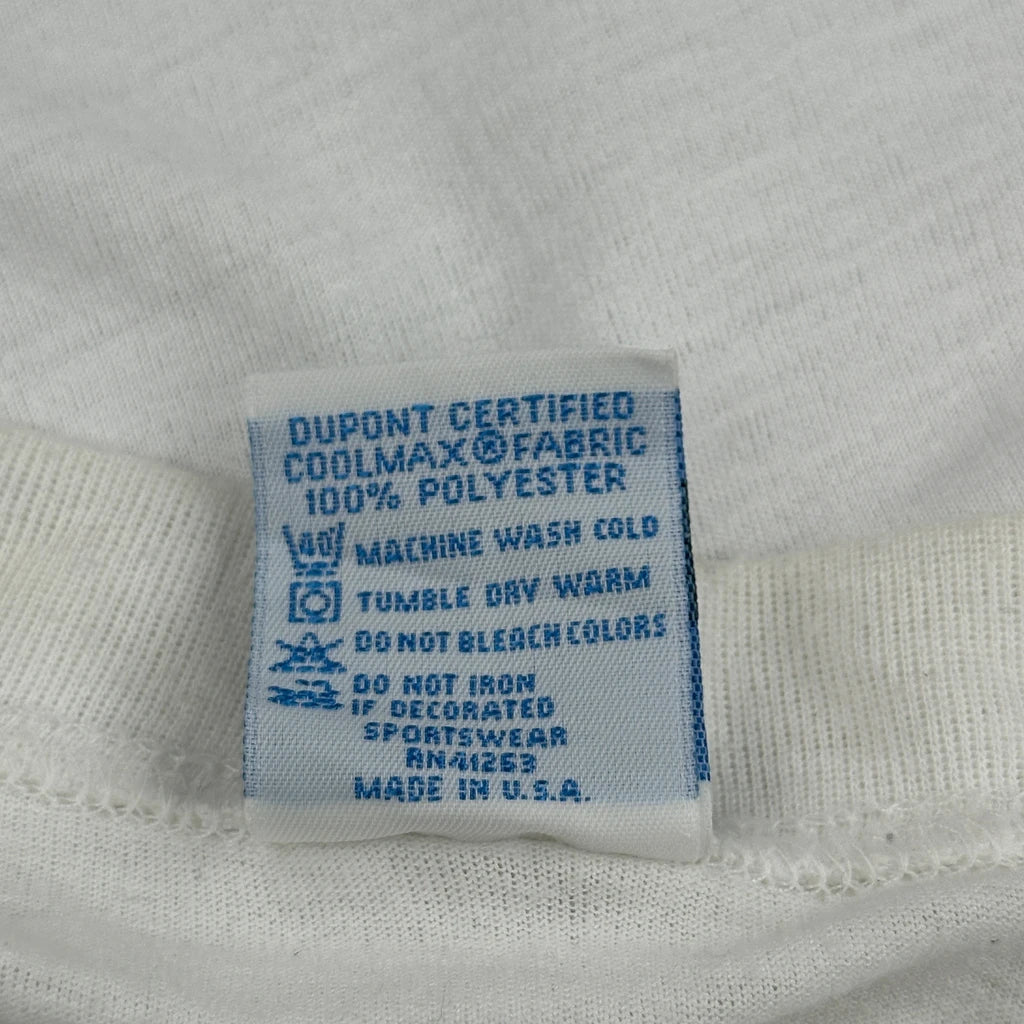 DUPONT CERTIFIED
COOLMAX® FABRIC
100% POLYESTER
40 MACHINE WASH COLD
TUMBLE DRY WARM
DO NOT BLEACH COLORS
DO NOT IRON
IF DECORATED
SPORTSWEAR
RN41263
MADE IN U.S.A.